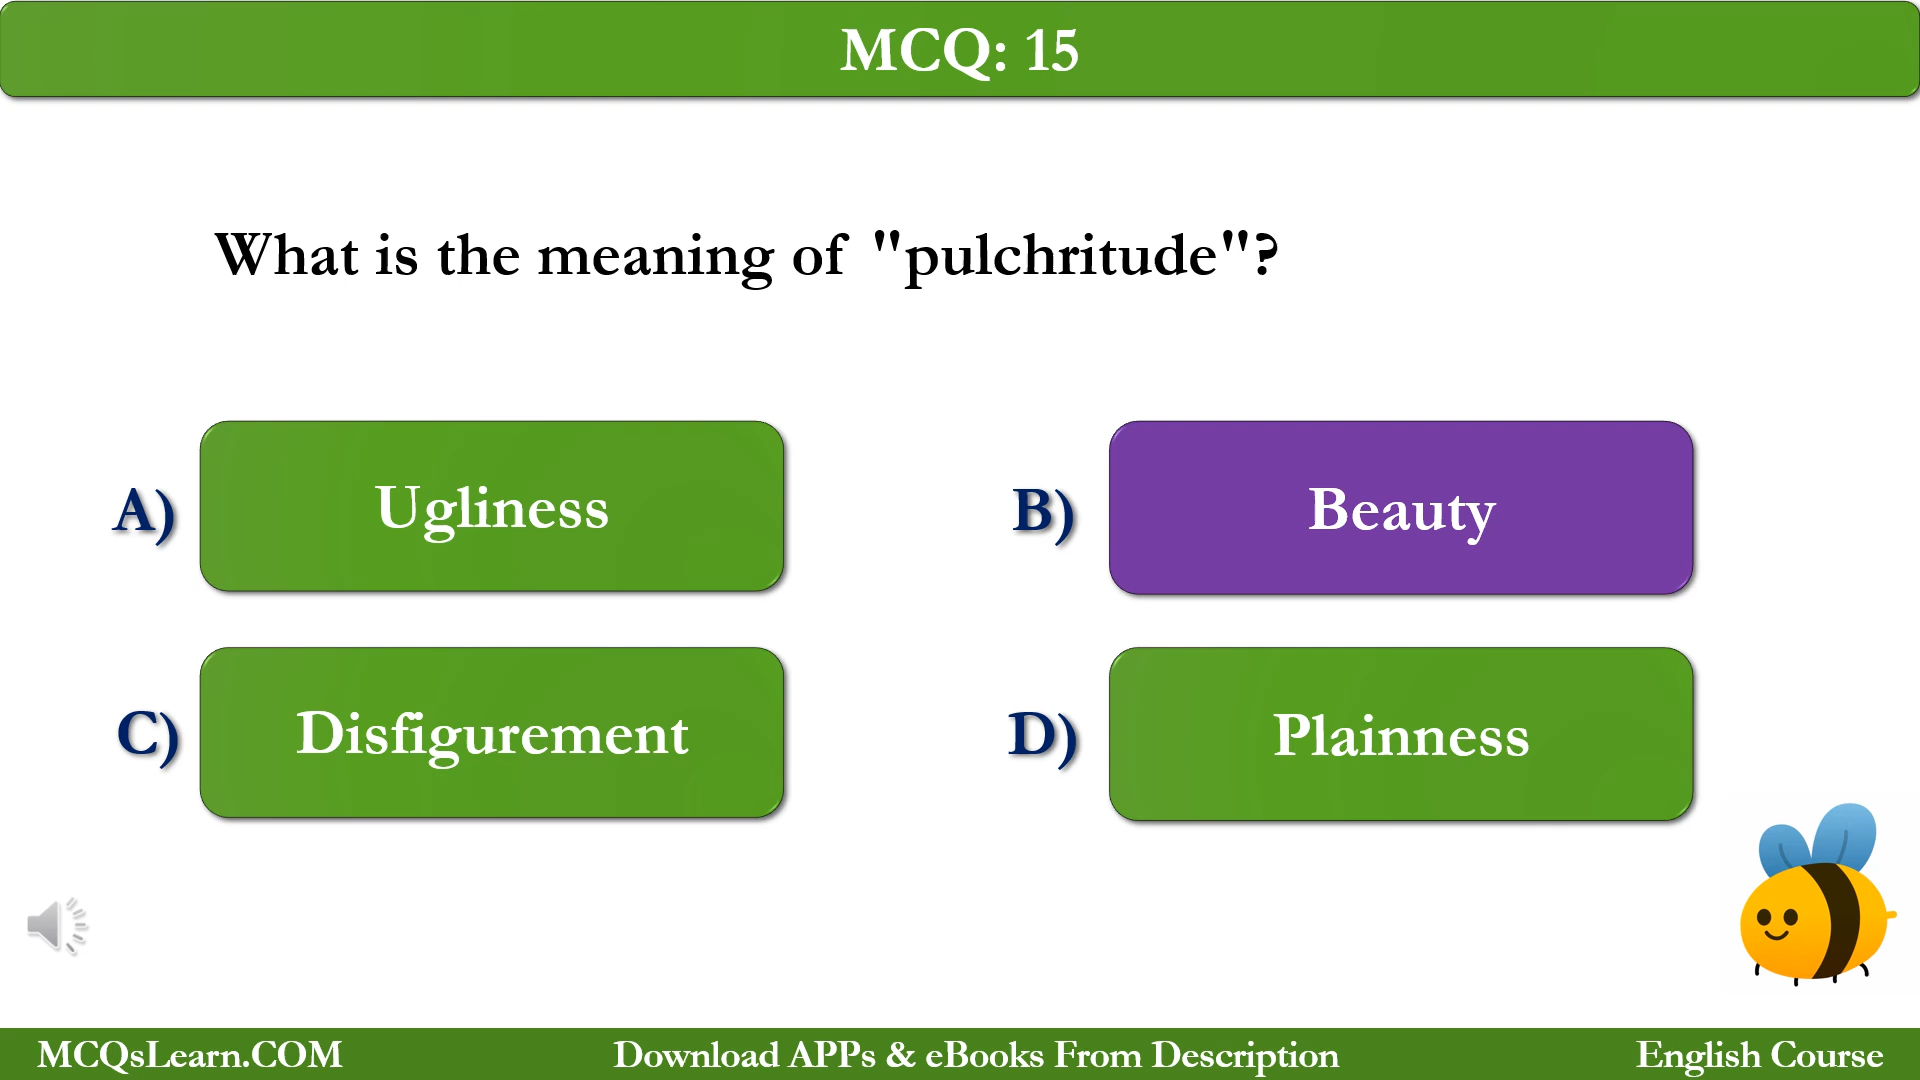 MCQ: 15
What is the meaning of "pulchritude"?
A) Ugliness
B) Beauty
C) Disfigurement
D) Plainness
MCQsLearn.COM Download APPs & eBooks From Description English Course